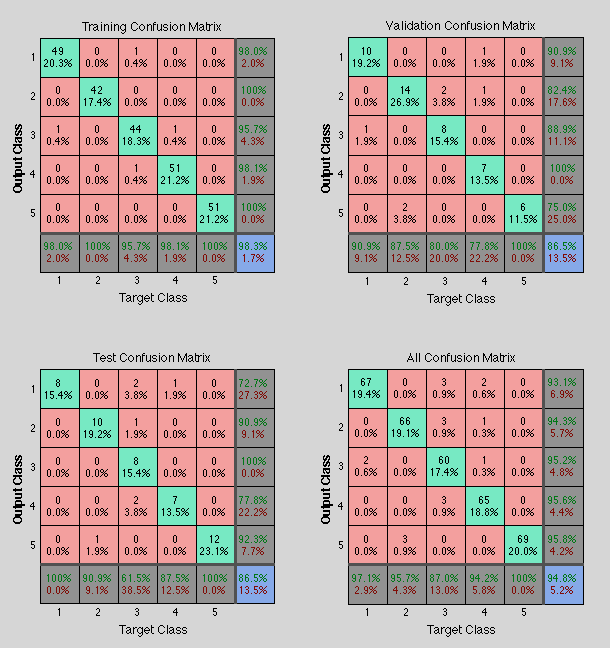 Training Confusion Matrix
Output Class
1 49 0 1 0 0 98.0%
20.3% 0.0% 0.4% 0.0% 0.0% 2.0%
2 0 42 0 0 0 100%
0.0% 17.4% 0.0% 0.0% 0.0% 0.0%
3 1 0 44 1 0 95.7%
0.4% 0.0% 18.3% 0.4% 0.0% 4.3%
4 0 0 1 51 0 98.1%
0.0% 0.0% 0.4% 21.2% 0.0% 1.9%
5 0 0 0 0 51 100%
0.0% 0.0% 0.0% 0.0% 21.2% 0.0%
98.0% 100% 95.7% 98.1% 100% 98.3%
2.0% 0.0% 4.3% 1.9% 0.0% 1.7%
1 2 3 4 5
Target Class
Validation Confusion Matrix
Output Class
1 10 0 0 1 0 90.9%
19.2% 0.0% 0.0% 1.9% 0.0% 9.1%
2 0 14 2 1 0 82.4%
0.0% 26.9% 3.8% 1.9% 0.0% 17.6%
3 1 0 8 0 0 88.9%
1.9% 0.0% 15.4% 0.0% 0.0% 11.1%
4 0 0 0 7 0 100%
0.0% 0.0% 0.0% 13.5% 0.0% 0.0%
5 0 2 0 0 6 75.0%
0.0% 3.8% 0.0% 0.0% 11.5% 25.0%
90.9% 87.5% 80.0% 77.8% 100% 86.5%
9.1% 12.5% 20.0% 22.2% 0.0% 13.5%
1 2 3 4 5
Target Class
Test Confusion Matrix
Output Class
1 8 0 2 1 0 72.7%
15.4% 0.0% 3.8% 1.9% 0.0% 27.3%
2 0 10 1 0 0 90.9%
0.0% 19.2% 1.9% 0.0% 0.0% 9.1%
3 0 0 8 0 0 100%
0.0% 0.0% 15.4% 0.0% 0.0% 0.0%
4 0 0 2 7 0 77.8%
0.0% 0.0% 3.8% 13.5% 0.0% 22.2%
5 0 1 0 0 12 92.3%
0.0% 1.9% 0.0% 0.0% 23.1% 7.7%
100% 90.9% 61.5% 87.5% 100% 86.5%
0.0% 9.1% 38.5% 12.5% 0.0% 13.5%
1 2 3 4 5
Target Class
All Confusion Matrix
Output Class
1 67 0 3 2 0 93.1%
19.4% 0.0% 0.9% 0.6% 0.0% 6.9%
2 0 66 3 1 0 94.3%
0.0% 19.1% 0.9% 0.3% 0.0% 5.7%
3 2 0 60 1 0 95.2%
0.6% 0.0% 17.4% 0.3% 0.0% 4.8%
4 0 0 3 65 0 95.6%
0.0% 0.0% 0.9% 18.8% 0.0% 4.4%
5 0 3 0 0 69 95.8%
0.0% 0.9% 0.0% 0.0% 20.0% 4.2%
97.1% 95.7% 87.0% 94.2% 100% 94.8%
2.9% 4.3% 13.0% 5.8% 0.0% 5.2%
1 2 3 4 5
Target Class